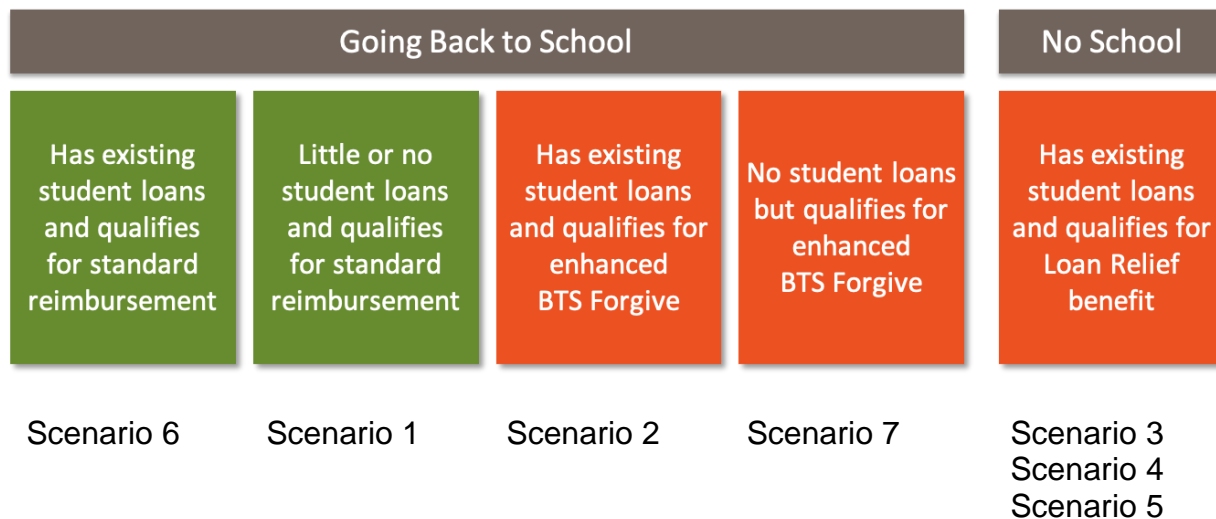 Going Back to School
No School
Has existing
student loans
and qualifies
for standard
reimbursement
Little or no
student loans
and qualifies
for standard
reimbursement
Has existing
student loans
and qualifies for
enhanced
BTS Forgive
No student loans
but qualifies for
enhanced
BTS Forgive
Has existing
student loans
and qualifies for
Loan Relief
benefit
Scenario 6
Scenario 1
Scenario 2
Scenario 7
Scenario 3
Scenario 4
Scenario 5